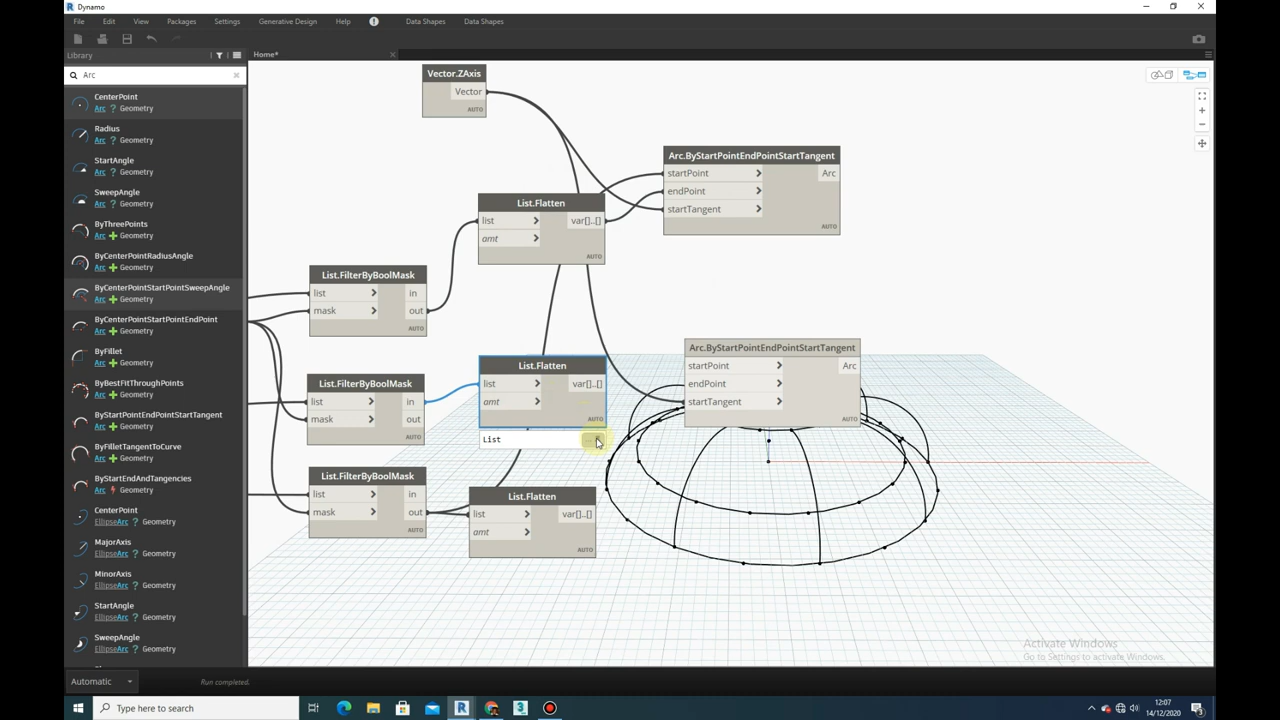 Dynamo
File Edit View Packages Settings Generative Design Help Data Shapes Data Shapes
Library
Home*
Arc
CenterPoint
Arc ? Geometry
Radius
Arc ? Geometry
StartAngle
Arc ? Geometry
SweepAngle
Arc ? Geometry
ByThreePoints
Arc + Geometry
ByCenterPointRadiusAngle
Arc + Geometry
ByCenterPointStartPointSweepAngle
Arc + Geometry
ByCenterPointStartPointEndPoint
Arc + Geometry
ByFillet
Arc + Geometry
ByBestFitThroughPoints
Arc + Geometry
ByStartPointEndPointStartTangent
Arc + Geometry
ByFilletTangentToCurve
Arc + Geometry
ByStartEndAndTangencies
Arc Geometry
CenterPoint
EllipseArc ? Geometry
MajorAxis
EllipseArc ? Geometry
MinorAxis
EllipseArc ? Geometry
StartAngle
EllipseArc ? Geometry
SweepAngle
EllipseArc ? Geometry
Vector.ZAxis
Vector >
AUTO
Arc.ByStartPointEndPointStartTangent
startPoint > Arc
endPoint >
startTangent >
AUTO
List.Flatten
list > var[]..[]
amt >
AUTO
List.FilterByBoolMask
list > in
mask > out
AUTO
List.Flatten
list > var[]..[]
amt >
AUTO
List
Arc.ByStartPointEndPointStartTangent
startPoint > Arc
endPoint >
startTangent >
AUTO
List.FilterByBoolMask
list > in
mask > out
AUTO
List.FilterByBoolMask
list > in
mask > out
AUTO
List.Flatten
list > var[]..[]
amt >
AUTO
Activate Windows
Go to Settings to activate Windows.
Automatic
Run completed.
Type here to search
12:07
14/12/2020